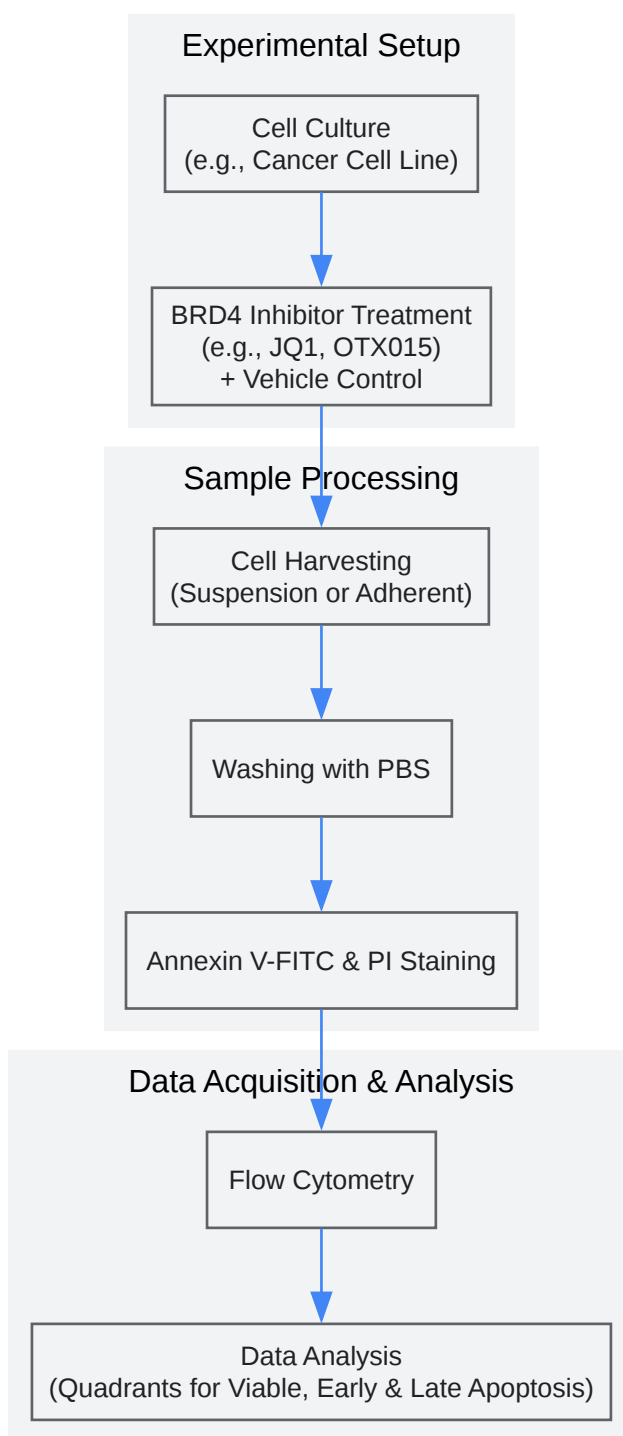 Experimental Setup
Cell Culture
(e.g., Cancer Cell Line)
BRD4 Inhibitor Treatment
(e.g., JQ1, OTX015)
+ Vehicle Control
Sample Processing
Cell Harvesting
(Suspension or Adherent)
Washing with PBS
Annexin V-FITC & PI Staining
Data Acquisition & Analysis
Flow Cytometry
Data Analysis
(Quadrants for Viable, Early & Late Apoptosis)